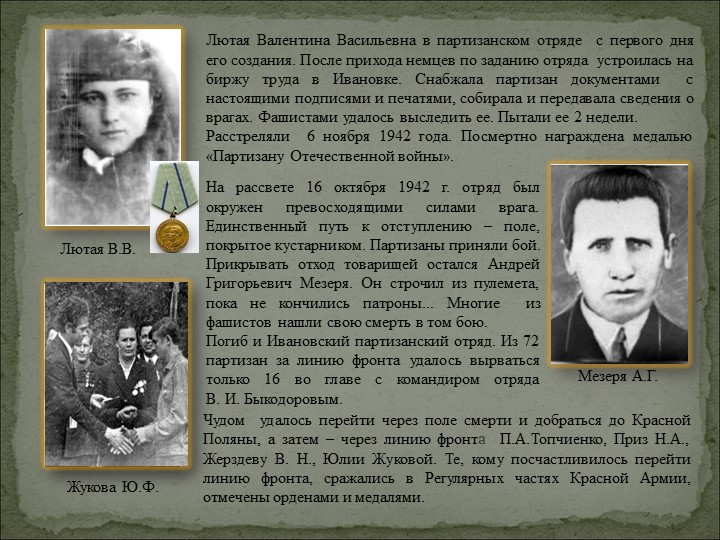 Лютая Валентина Васильевна в партизанском отряде с первого дня
его создания. После прихода немцев по заданию отряда устроилась на
биржу труда в Ивановке. Снабжала партизан документами с
настоящими подписями и печатями, собирала и передавала сведения о
врагах. Фашистами удалось выследить ее. Пытали ее 2 недели.
Расстреляли 6 ноября 1942 года. Посмертно награждена медалью
«Партизану Отечественной войны».
Лютая В.В.
На рассвете 16 октября 1942 г. отряд был
окружен превосходящими силами врага.
Единственный путь к отступлению – поле,
покрытое кустарником. Партизаны приняли бой.
Прикрывать отход товарищей остался Андрей
Григорьевич Мезеря. Он строчил из пулемета,
пока не кончились патроны... Многие из
фашистов нашли свою смерть в том бою.
Погиб и Ивановский партизанский отряд. Из 72
партизан за линию фронта удалось вырваться
только 16 во главе с командиром отряда
В. И. Быкодоровым.
Мезеря А.Г.
Чудом удалось перейти через поле смерти и добраться до Красной
Поляны, а затем – через линию фронта П.А.Топчиенко, Приз Н.А.,
Жерздеву В. Н., Юлии Жуковой. Те, кому посчастливилось перейти
линию фронта, сражались в Регулярных частях Красной Армии,
отмечены орденами и медалями.
Жукова Ю.Ф.